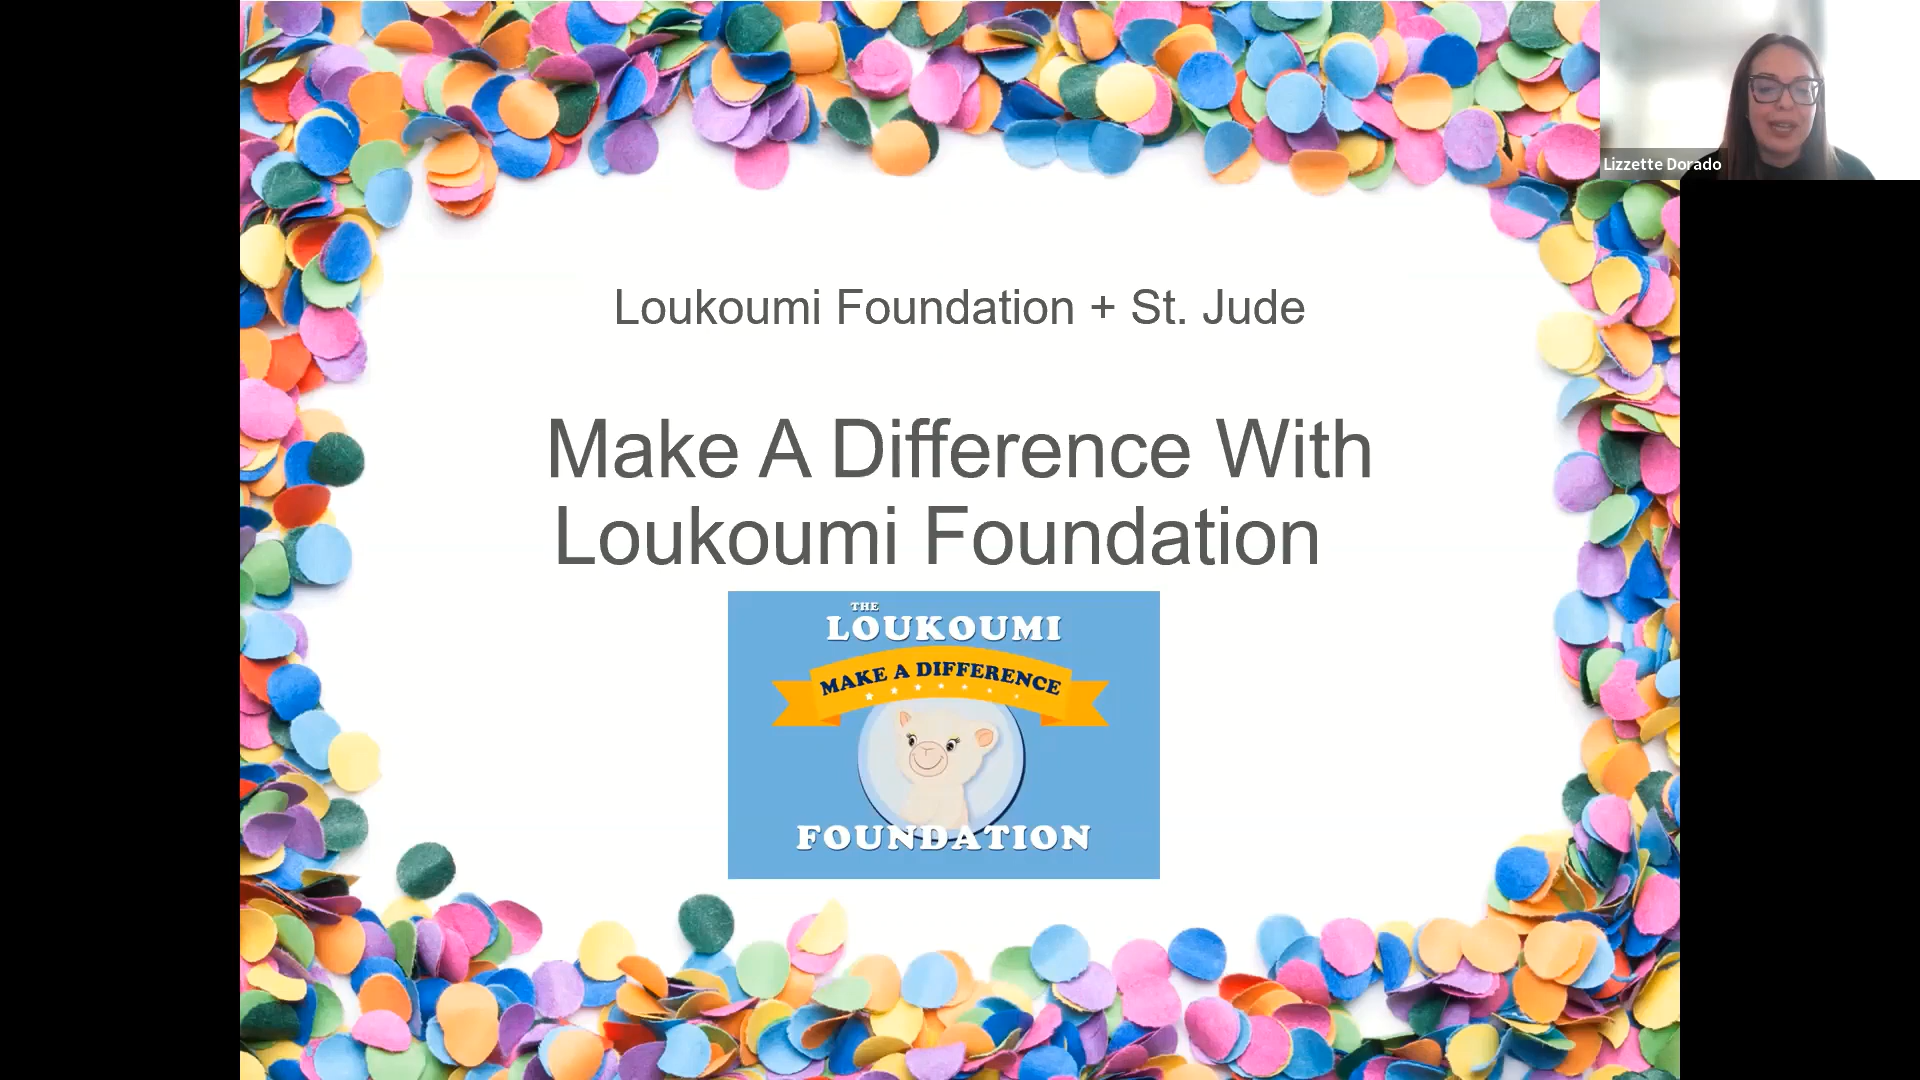 Lizzette Dorado
Loukoumi Foundation + St. Jude
Make A Difference With
Loukoumi Foundation
THE
LOUKOUMI
MAKE A DIFFERENCE
FOUNDATION